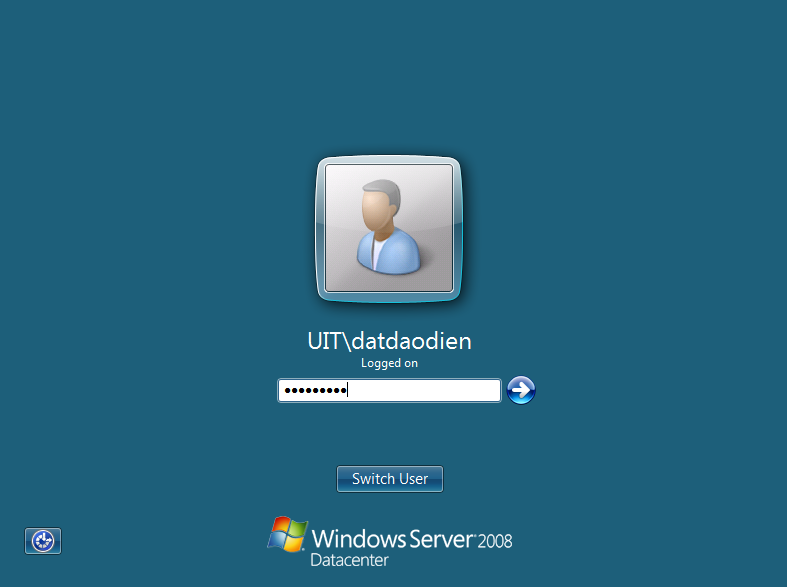 UIT\datdaodien
Logged on
•••••••••
Switch User
Windows Server 2008
Datacenter